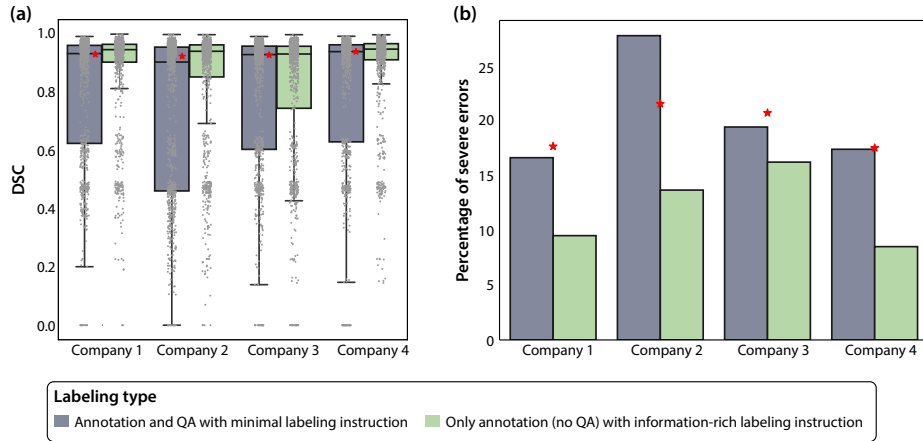 (a)
1.0
0.8
0.6
0.4
0.2
0.0
DSC
Company 1
Company 2
Company 3
Company 4
(b)
25
20
15
10
5
0
Percentage of severe errors
Company 1
Company 2
Company 3
Company 4
Labeling type
Annotation and QA with minimal labeling instruction
Only annotation (no QA) with information-rich labeling instruction